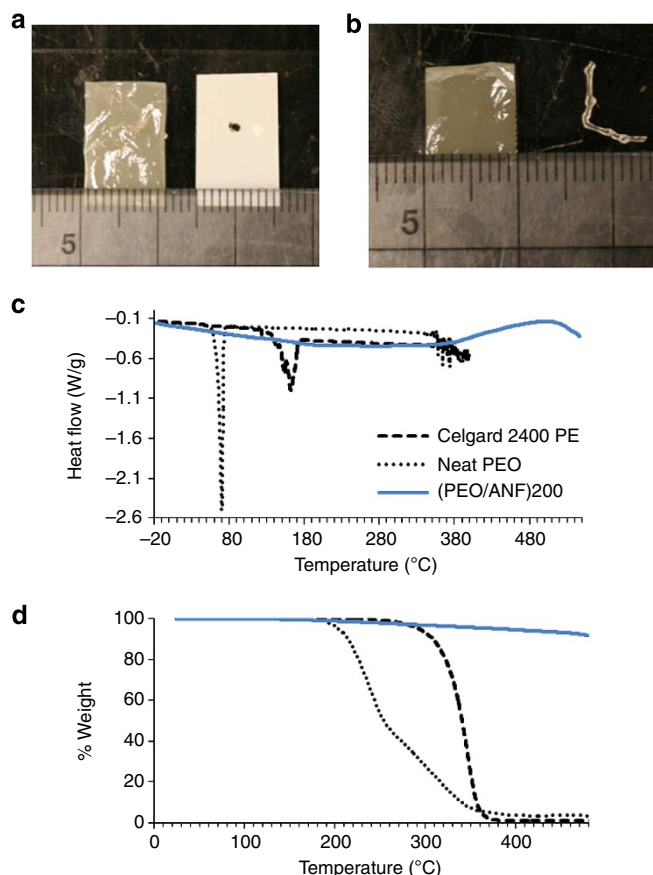 a
b
5
5
c
Heat flow (W/g)
−0.1
−0.6
−1.1
−1.6
−2.1
−2.6
−20
80
180
280
380
480
Temperature (°C)
Celgard 2400 PE
Neat PEO
(PEO/ANF)200
d
% Weight
100
80
60
40
20
0
0
100
200
300
400
Temperature (°C)